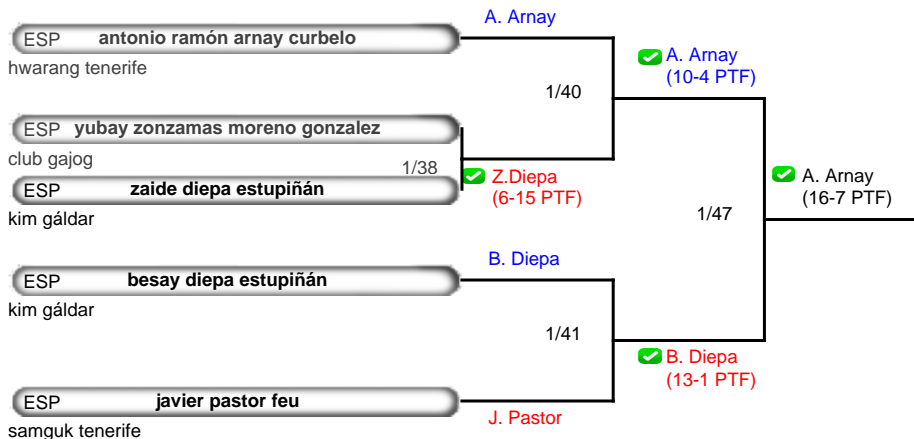 A. Arnay
ESP antonio ramón arnay curbelo
hwarang tenerife
A. Arnay
(10-4 PTF)
1/40
ESP yubay zonzamas moreno gonzalez
club gajog
1/38
ESP zaide diepa estupiñán
kim gáldar
Z.Diepa
(6-15 PTF)
A. Arnay
(16-7 PTF)
1/47
B. Diepa
ESP besay diepa estupiñán
kim gáldar
1/41
B. Diepa
(13-1 PTF)
ESP javier pastor feu
samguk tenerife
J. Pastor